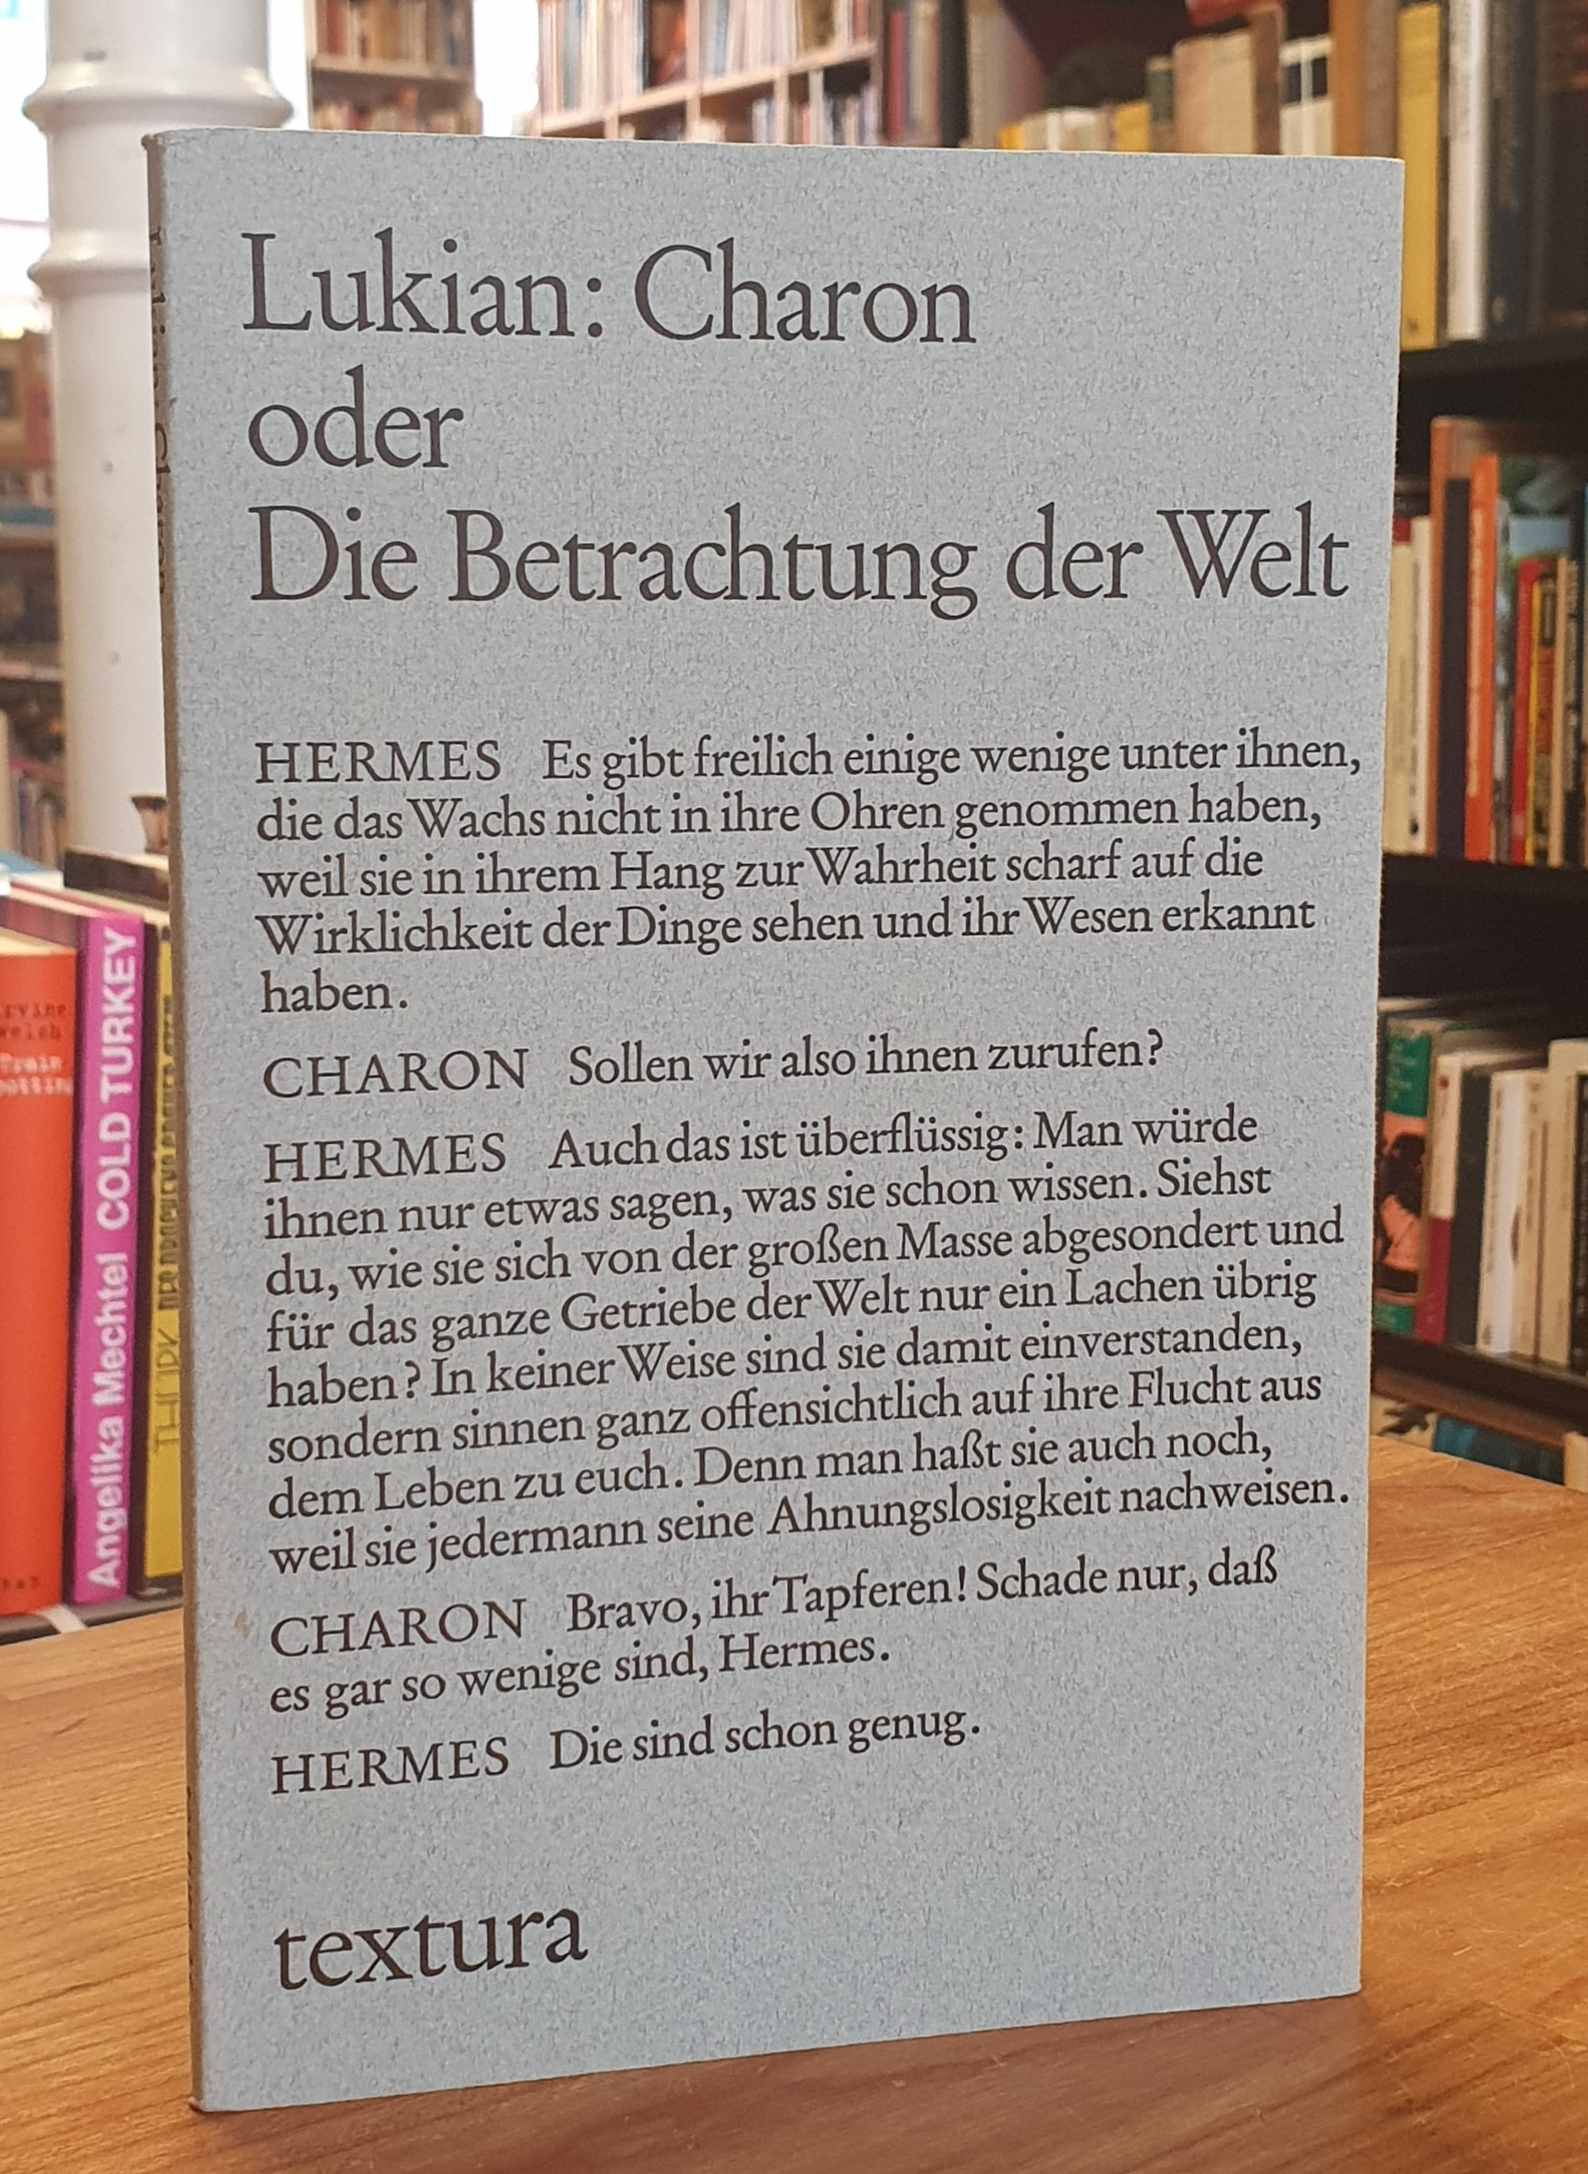 Lukian: Charon
oder
Die Betrachtung der Welt
HERMES Es gibt freilich einige wenige unter ihnen,
die das Wachs nicht in ihre Ohren genommen haben,
weil sie in ihrem Hang zur Wahrheit scharf auf die
Wirklichkeit der Dinge sehen und ihr Wesen erkannt
haben.
CHARON Sollen wir also ihnen zurufen?
HERMES Auch das ist überflüssig: Man würde
ihnen nur etwas sagen, was sie schon wissen. Siehst
du, wie sie sich von der großen Masse abgesondert und
für das ganze Getriebe der Welt nur ein Lachen übrig
haben? In keiner Weise sind sie damit einverstanden,
sondern sinnen ganz offensichtlich auf ihre Flucht aus
dem Leben zu euch. Denn man haßt sie auch noch,
weil sie jedermann seine Ahnungslosigkeit nachweisen.
CHARON Bravo, ihr Tapferen! Schade nur, daß
es gar so wenige sind, Hermes.
HERMES Die sind schon genug.
textura
Angelika Mechtel COLD TURKEY